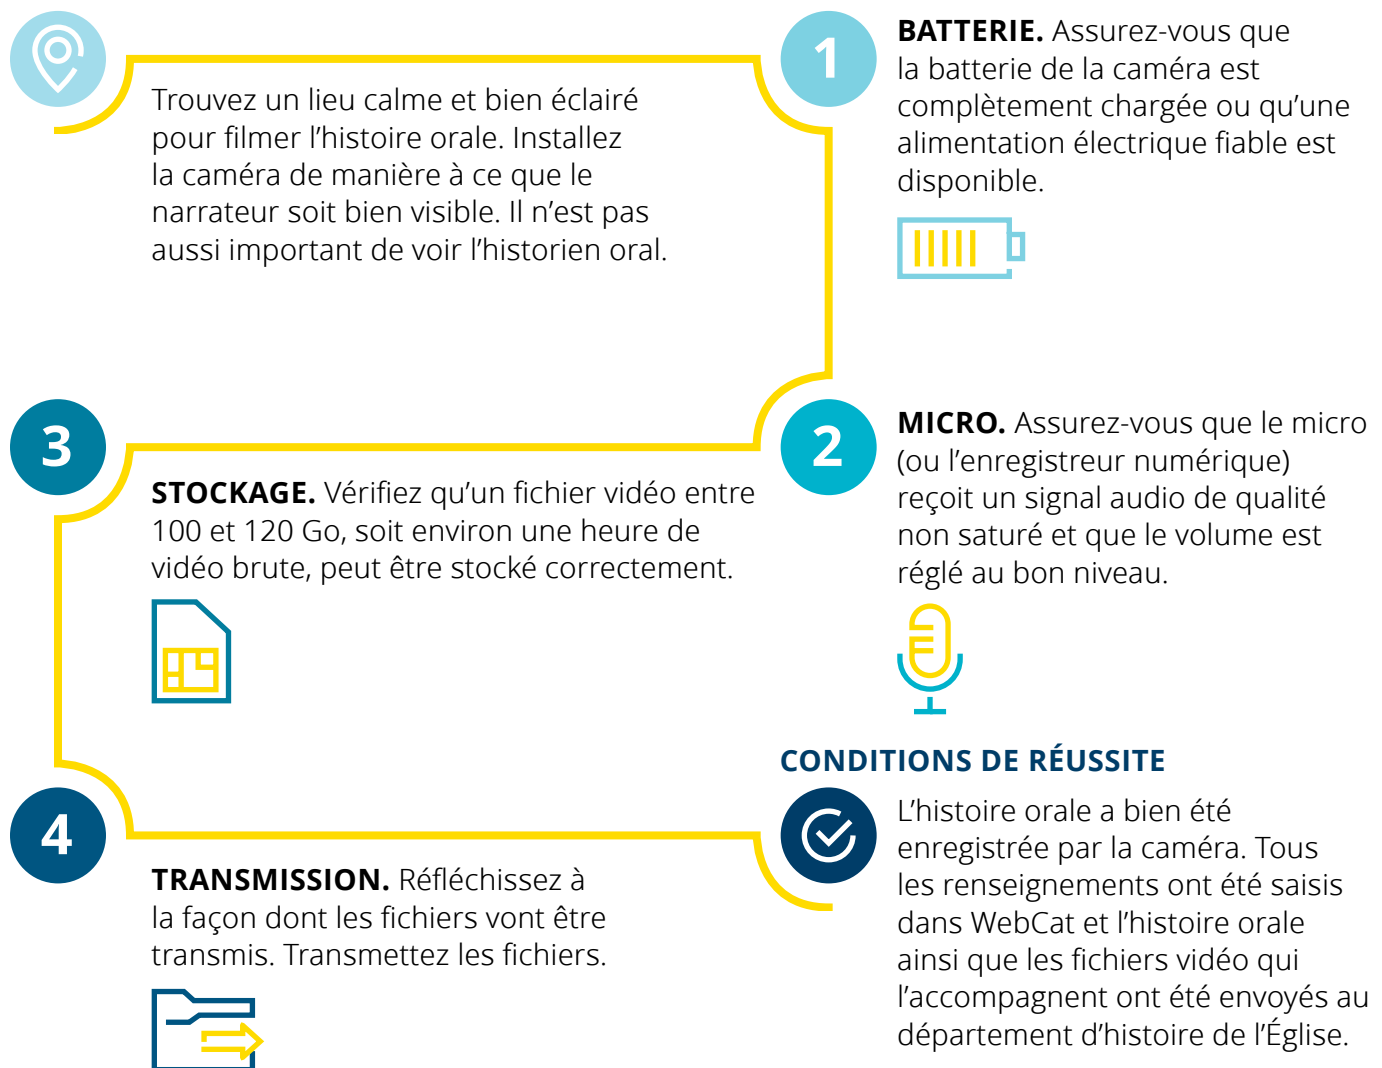 Trouvez un lieu calme et bien éclairé
pour filmer l’histoire orale. Installez
la caméra de manière à ce que le
narrateur soit bien visible. Il n’est pas
aussi important de voir l’historien oral.
1
BATTERIE. Assurez-vous que
la batterie de la caméra est
complètement chargée ou qu’une
alimentation électrique fiable est
disponible.
2
MICRO. Assurez-vous que le micro
(ou l’enregistreur numérique)
reçoit un signal audio de qualité
non saturé et que le volume est
réglé au bon niveau.
3
STOCKAGE. Vérifiez qu’un fichier vidéo entre
100 et 120 Go, soit environ une heure de
vidéo brute, peut être stocké correctement.
4
TRANSMISSION. Réfléchissez à
la façon dont les fichiers vont être
transmis. Transmettez les fichiers.
CONDITIONS DE RÉUSSITE
L’histoire orale a bien été
enregistrée par la caméra. Tous
les renseignements ont été saisis
dans WebCat et l’histoire orale
ainsi que les fichiers vidéo qui
l’accompagnent ont été envoyés au
département d’histoire de l’Église.